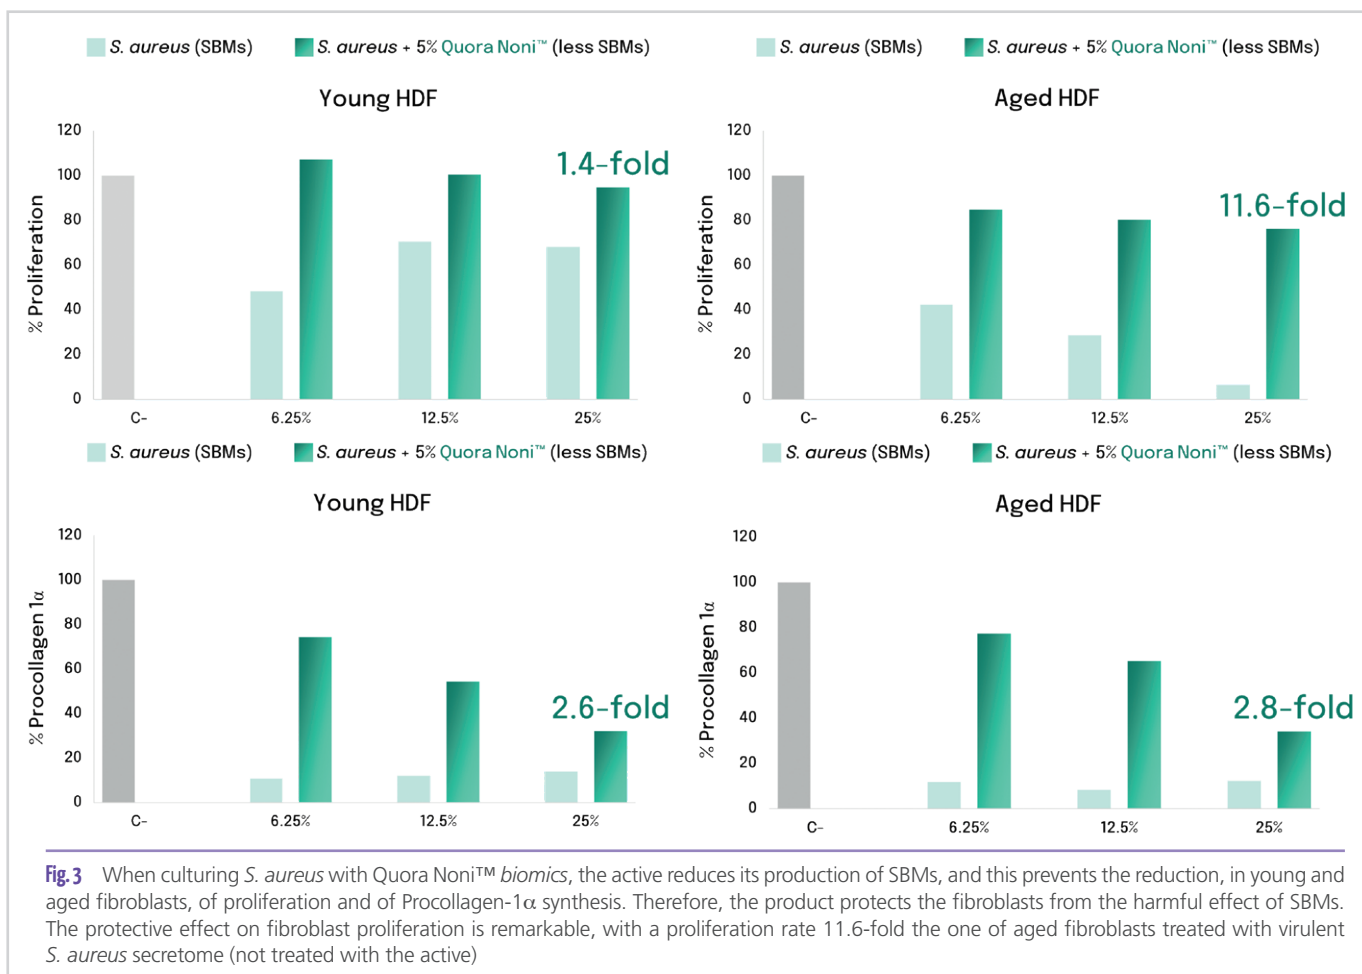 S. aureus (SBMs)
S. aureus + 5% Quora Noni™ (less SBMs)
Young HDF
% Proliferation
120
100
80
60
40
20
0
1.4-fold
C-
6.25%
12.5%
25%
S. aureus (SBMs)
S. aureus + 5% Quora Noni™ (less SBMs)
Aged HDF
% Proliferation
120
100
80
60
40
20
0
11.6-fold
C-
6.25%
12.5%
25%
S. aureus (SBMs)
S. aureus + 5% Quora Noni™ (less SBMs)
Young HDF
% Procollagen 1α
120
100
80
60
40
20
0
2.6-fold
C-
6.25%
12.5%
25%
S. aureus (SBMs)
S. aureus + 5% Quora Noni™ (less SBMs)
Aged HDF
% Procollagen 1α
120
100
80
60
40
20
0
2.8-fold
C-
6.25%
12.5%
25%
Fig. 3 When culturing S. aureus with Quora Noni™ biomics, the active reduces its production of SBMs, and this prevents the reduction, in young and
aged fibroblasts, of proliferation and of Procollagen-1α synthesis. Therefore, the product protects the fibroblasts from the harmful effect of SBMs.
The protective effect on fibroblast proliferation is remarkable, with a proliferation rate 11.6-fold the one of aged fibroblasts treated with virulent
S. aureus secretome (not treated with the active)